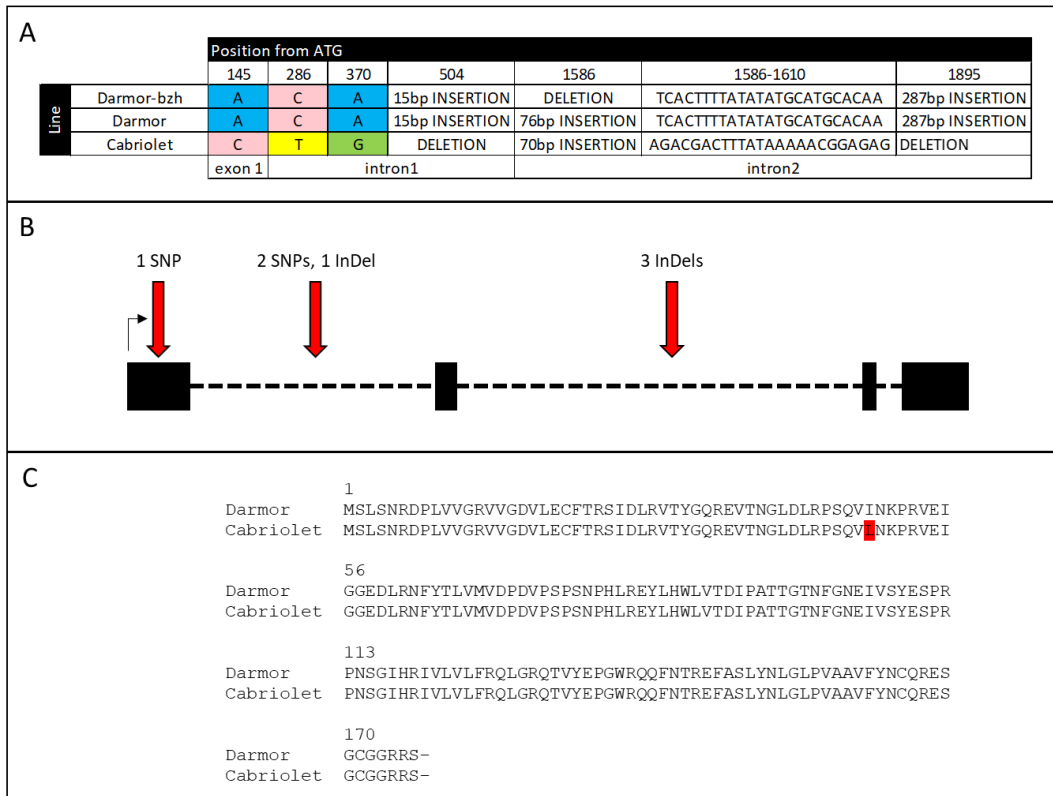 A
Position from ATG
145 286 370 504 1586 1586-1610 1895
Line
Darmor-bzh A C A 15bp INSERTION DELETION TCACTTTTATATATGCATGCACAA 287bp INSERTION
Darmor A C A 15bp INSERTION 76bp INSERTION TCACTTTTATATATGCATGCACAA 287bp INSERTION
Cabriolet C T G DELETION 70bp INSERTION AGACGACTTTATAAAAACGGAGAG DELETION
exon 1 intron1 intron2
B
1 SNP 2 SNPs, 1 InDel 3 InDels
C
1
Darmor MSLSNRDPLVVGRVVGDVLECFTRSIDLRVTYGQREVTNGLDLRPSQVINKPRVEI
Cabriolet MSLSNRDPLVVGRVVGDVLECFTRSIDLRVTYGQREVTNGLDLRPSQVLNKPRVEI
56
Darmor GGEDLRNFYTLVMVDPDVPSPSNPHLREYLHWLVTDIPATTGTNFGNEIVSYESPR
Cabriolet GGEDLRNFYTLVMVDPDVPSPSNPHLREYLHWLVTDIPATTGTNFGNEIVSYESPR
113
Darmor PNSGIHRIVLVLFRQLGRQTVYEPGWRQQFNTREFASLYNLGLPVAAVFYNCQRES
Cabriolet PNSGIHRIVLVLFRQLGRQTVYEPGWRQQFNTREFASLYNLGLPVAAVFYNCQRES
170
Darmor GCGGRRS-
Cabriolet GCGGRRS-